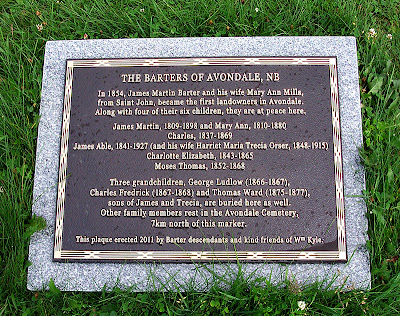 THE BARTERS OF AVONDALE, NB
In 1854, James Martin Barter and his wife Mary Ann Mills,
from Saint John, became the first landowners in Avondale.
Along with four of their six children, they are at peace here.
James Martin, 1809-1898 and Mary Ann, 1810-1880
Charles, 1837-1869
James Able, 1841-1927 (and his wife Harriet Maria Trecia Orser, 1848-1915)
Charlotte Elizabeth, 1843-1865
Moses Thomas, 1852-1868
Three grandchildren, George Ludlow (1866-1867),
Charles Fredrick (1867-1868) and Thomas Ward (1875-1877),
sons of James and Trecia, are buried here as well.
Other family members rest in the Avondale Cemetery,
7km north of this marker.
This plaque erected 2011 by Barter descendants and kind friends of Wm Kyle.